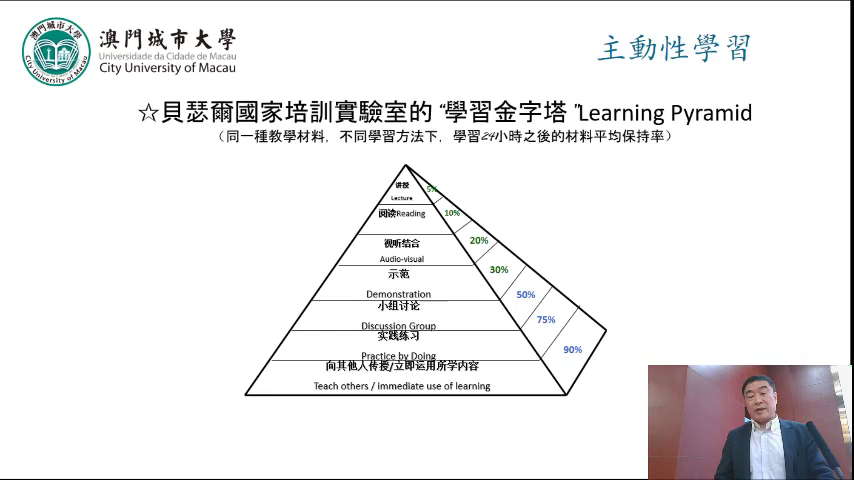 澳門城市大學
Universidade da Cidade de Macau
City University of Macau
主動性學習
☆貝瑟爾國家培訓實驗室的 “學習金字塔 ”Learning Pyramid
（同一種教學材料，不同學習方法下，學習24小時之後的材料平均保持率）
讲授
5%
Lecture
阅读Reading
10%
视听结合
20%
Audio-visual
示范
30%
Demonstration
50%
小组讨论
Discussion Group
75%
实践练习
Practice by Doing
90%
向其他人传授/立即运用所学内容
Teach others / immediate use of learning